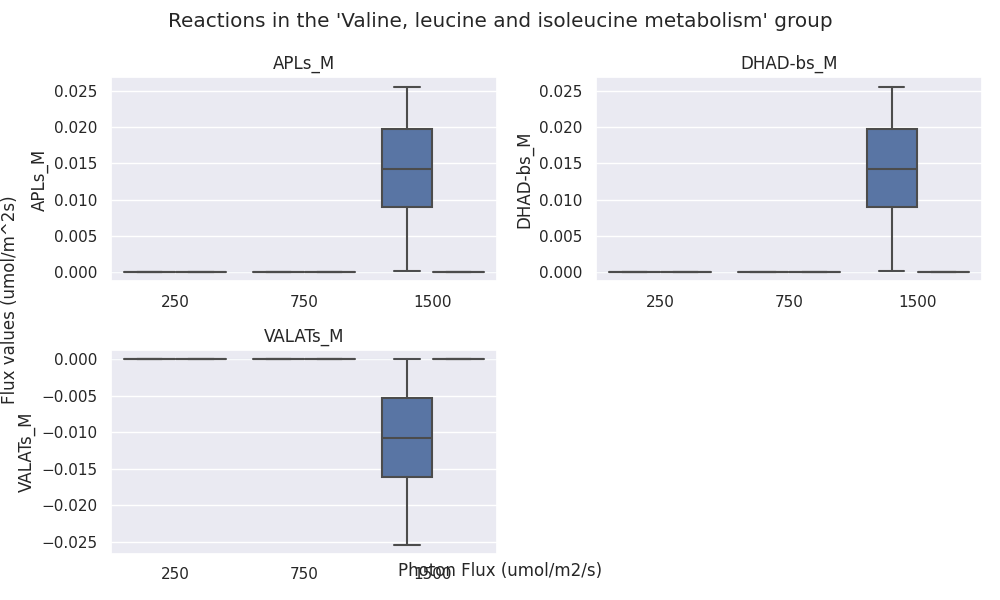 Reactions in the 'Valine, leucine and isoleucine metabolism' group
APLs_M
APLs_M
0.025
0.020
0.015
0.010
0.005
0.000
250 750 1500
DHAD-bs_M
DHAD-bs_M
0.025
0.020
0.015
0.010
0.005
0.000
250 750 1500
VALATs_M
VALATs_M
0.000
−0.005
−0.010
−0.015
−0.020
−0.025
250 750 1500
Flux values (umol/m^2s)
Photon Flux (umol/m2/s)